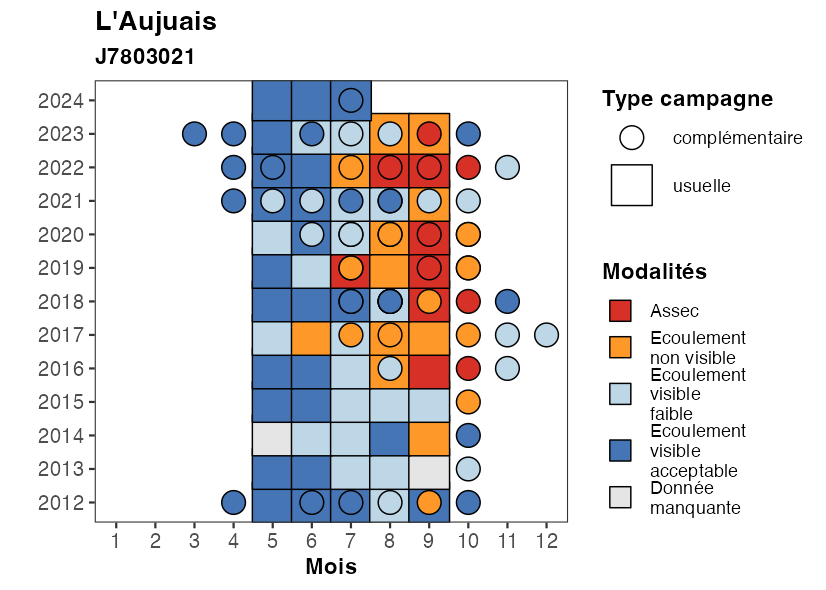 L'Aujuais
J7803021
2024
2023
2022
2021
2020
2019
2018
2017
2016
2015
2014
2013
2012
1 2 3 4 5 6 7 8 9 10 11 12
Mois
Type campagne
complémentaire
usuelle
Modalités
Assec
Ecoulement
non visible
Ecoulement
visible
faible
Ecoulement
visible
acceptable
Donnée
manquante